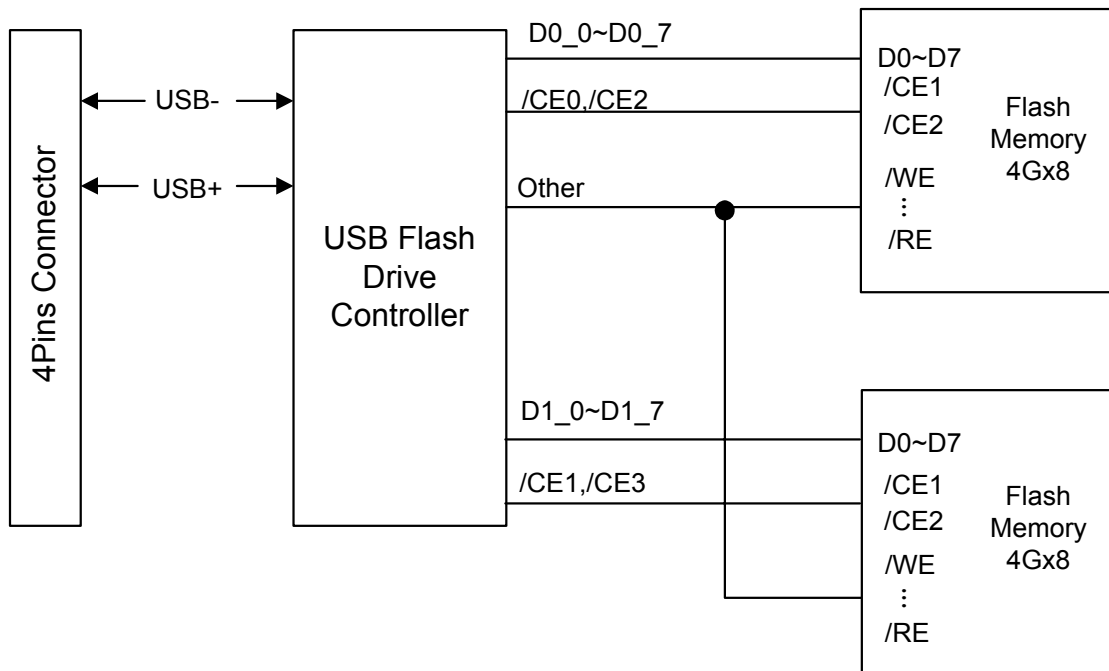 4Pins Connector
USB-
USB+
USB Flash
Drive
Controller
D0_0~D0_7
/CE0,/CE2
Other
D1_0~D1_7
/CE1,/CE3
D0~D7
/CE1
/CE2
/WE
⋮
/RE
Flash
Memory
4Gx8
D0~D7
/CE1
/CE2
/WE
⋮
/RE
Flash
Memory
4Gx8